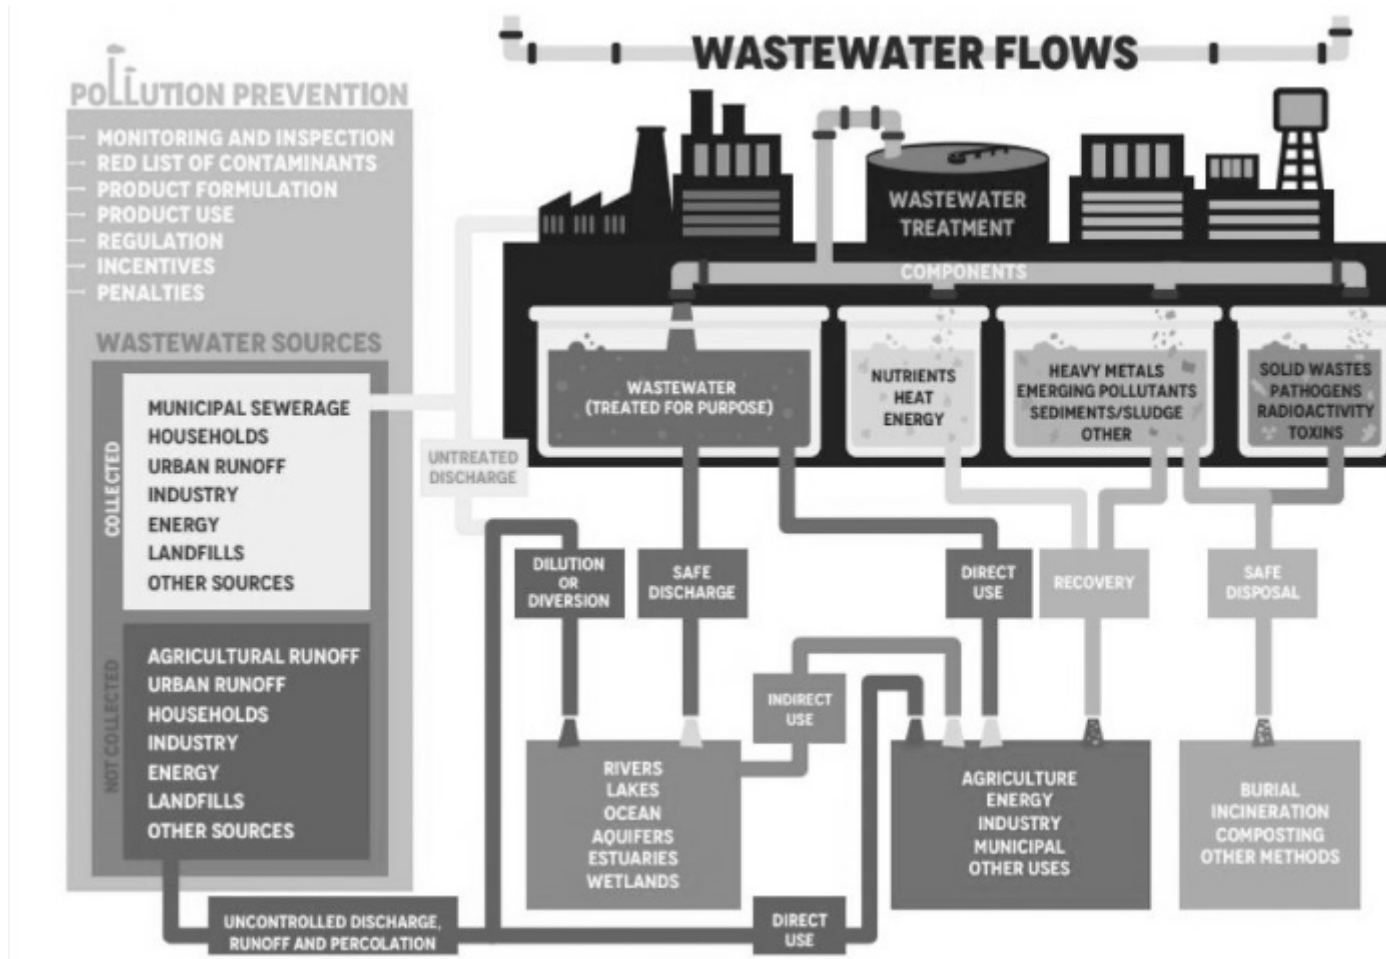 WASTEWATER FLOWS
POLLUTION PREVENTION
MONITORING AND INSPECTION
RED LIST OF CONTAMINANTS
PRODUCT FORMULATION
PRODUCT USE
REGULATION
INCENTIVES
PENALTIES
WASTEWATER SOURCES
COLLECTED
MUNICIPAL SEWERAGE
HOUSEHOLDS
URBAN RUNOFF
INDUSTRY
ENERGY
LANDFILLS
OTHER SOURCES
NOT COLLECTED
AGRICULTURAL RUNOFF
URBAN RUNOFF
HOUSEHOLDS
INDUSTRY
ENERGY
LANDFILLS
OTHER SOURCES
WASTEWATER
TREATMENT
COMPONENTS
WASTEWATER
(TREATED FOR PURPOSE)
NUTRIENTS
HEAT
ENERGY
HEAVY METALS
EMERGING POLLUTANTS
SEDIMENTS/SLUDGE
OTHER
SOLID WASTES
PATHOGENS
RADIOACTIVITY
TOXINS
UNTREATED
DISCHARGE
DILUTION
OR
DIVERSION
SAFE
DISCHARGE
DIRECT
USE
RECOVERY
SAFE
DISPOSAL
INDIRECT
USE
RIVERS
LAKES
OCEAN
AQUIFERS
ESTUARIES
WETLANDS
AGRICULTURE
ENERGY
INDUSTRY
MUNICIPAL
OTHER USES
BURIAL
INCINERATION
COMPOSTING
OTHER METHODS
UNCONTROLLED DISCHARGE,
RUNOFF AND PERCOLATION
DIRECT
USE